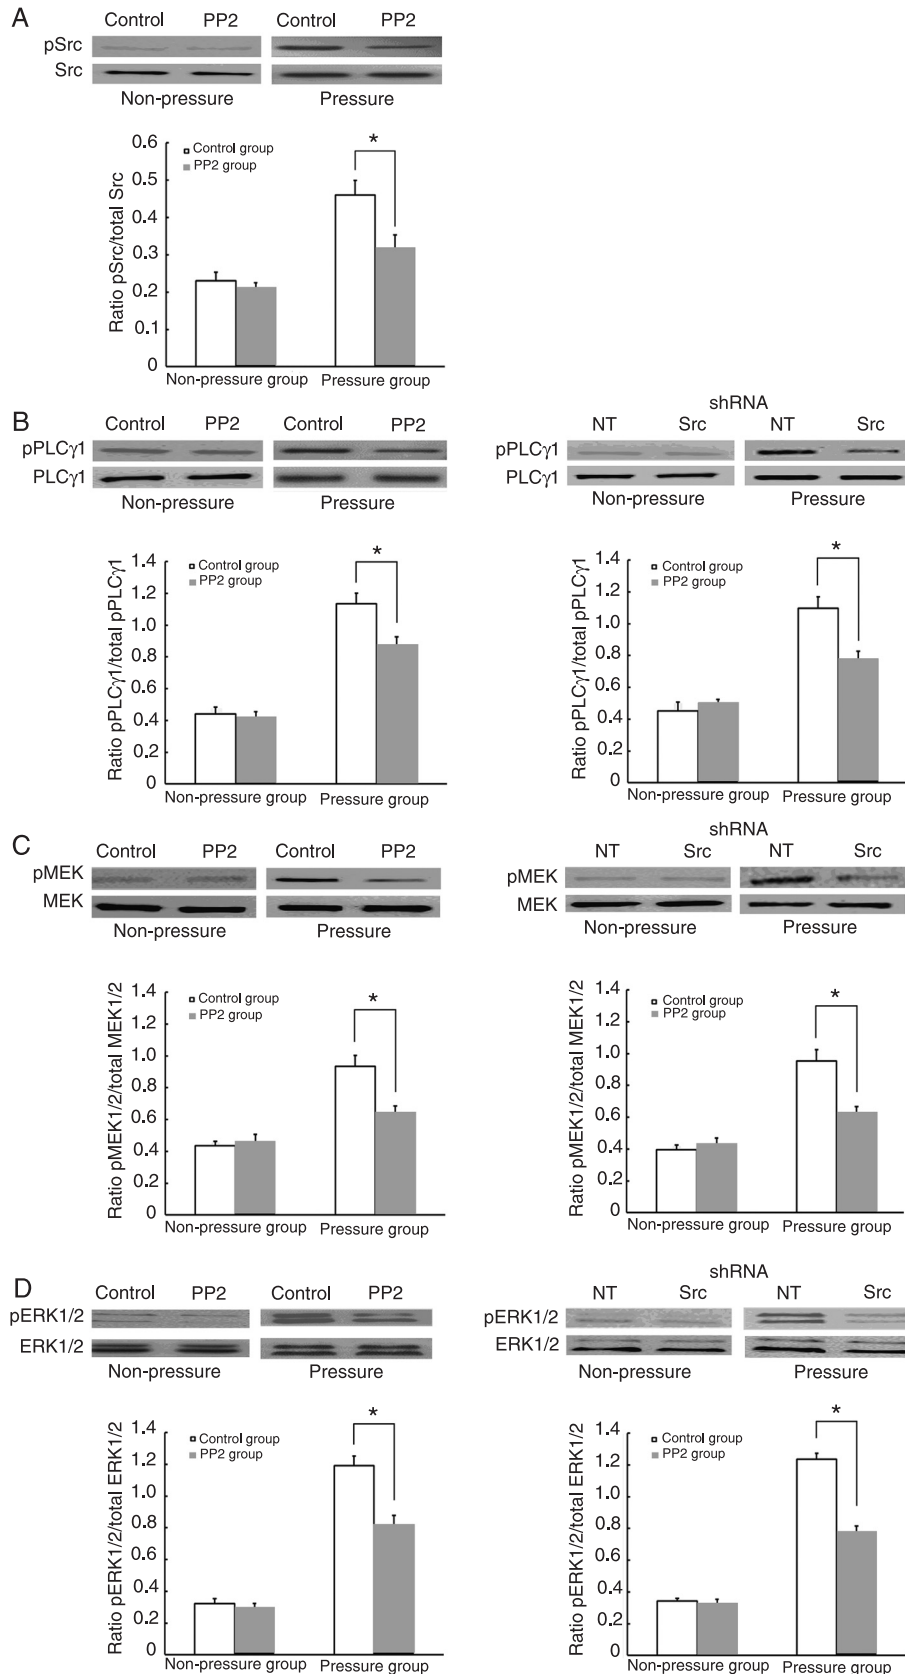 A
Control PP2 Control PP2
pSrc
Src
Non-pressure Pressure
Ratio pSrc/total Src
0.6
0.5
0.4
0.3
0.2
0.1
0
Control group
PP2 group
*
Non-pressure group Pressure group
B
Control PP2 Control PP2
pPLCγ1
PLCγ1
Non-pressure Pressure
Ratio pPLCγ1/total pPLCγ1
1.4
1.2
1.0
0.8
0.6
0.4
0.2
0
Control group
PP2 group
*
Non-pressure group Pressure group
shRNA
NT Src NT Src
pPLCγ1
PLCγ1
Non-pressure Pressure
Ratio pPLCγ1/total pPLCγ1
1.4
1.2
1.0
0.8
0.6
0.4
0.2
0
Control group
PP2 group
*
Non-pressure group Pressure group
C
Control PP2 Control PP2
pMEK
MEK
Non-pressure Pressure
Ratio pMEK1/2/total MEK1/2
1.4
1.2
1.0
0.8
0.6
0.4
0.2
0
Control group
PP2 group
*
Non-pressure group Pressure group
shRNA
NT Src NT Src
pMEK
MEK
Non-pressure Pressure
Ratio pMEK1/2/total MEK1/2
1.4
1.2
1.0
0.8
0.6
0.4
0.2
0
Control group
PP2 group
*
Non-pressure group Pressure group
D
Control PP2 Control PP2
pERK1/2
ERK1/2
Non-pressure Pressure
Ratio pERK1/2/total ERK1/2
1.4
1.2
1.0
0.8
0.6
0.4
0.2
0
Control group
PP2 group
*
Non-pressure group Pressure group
shRNA
NT Src NT Src
pERK1/2
ERK1/2
Non-pressure Pressure
Ratio pERK1/2/total ERK1/2
1.4
1.2
1.0
0.8
0.6
0.4
0.2
0
Control group
PP2 group
*
Non-pressure group Pressure group